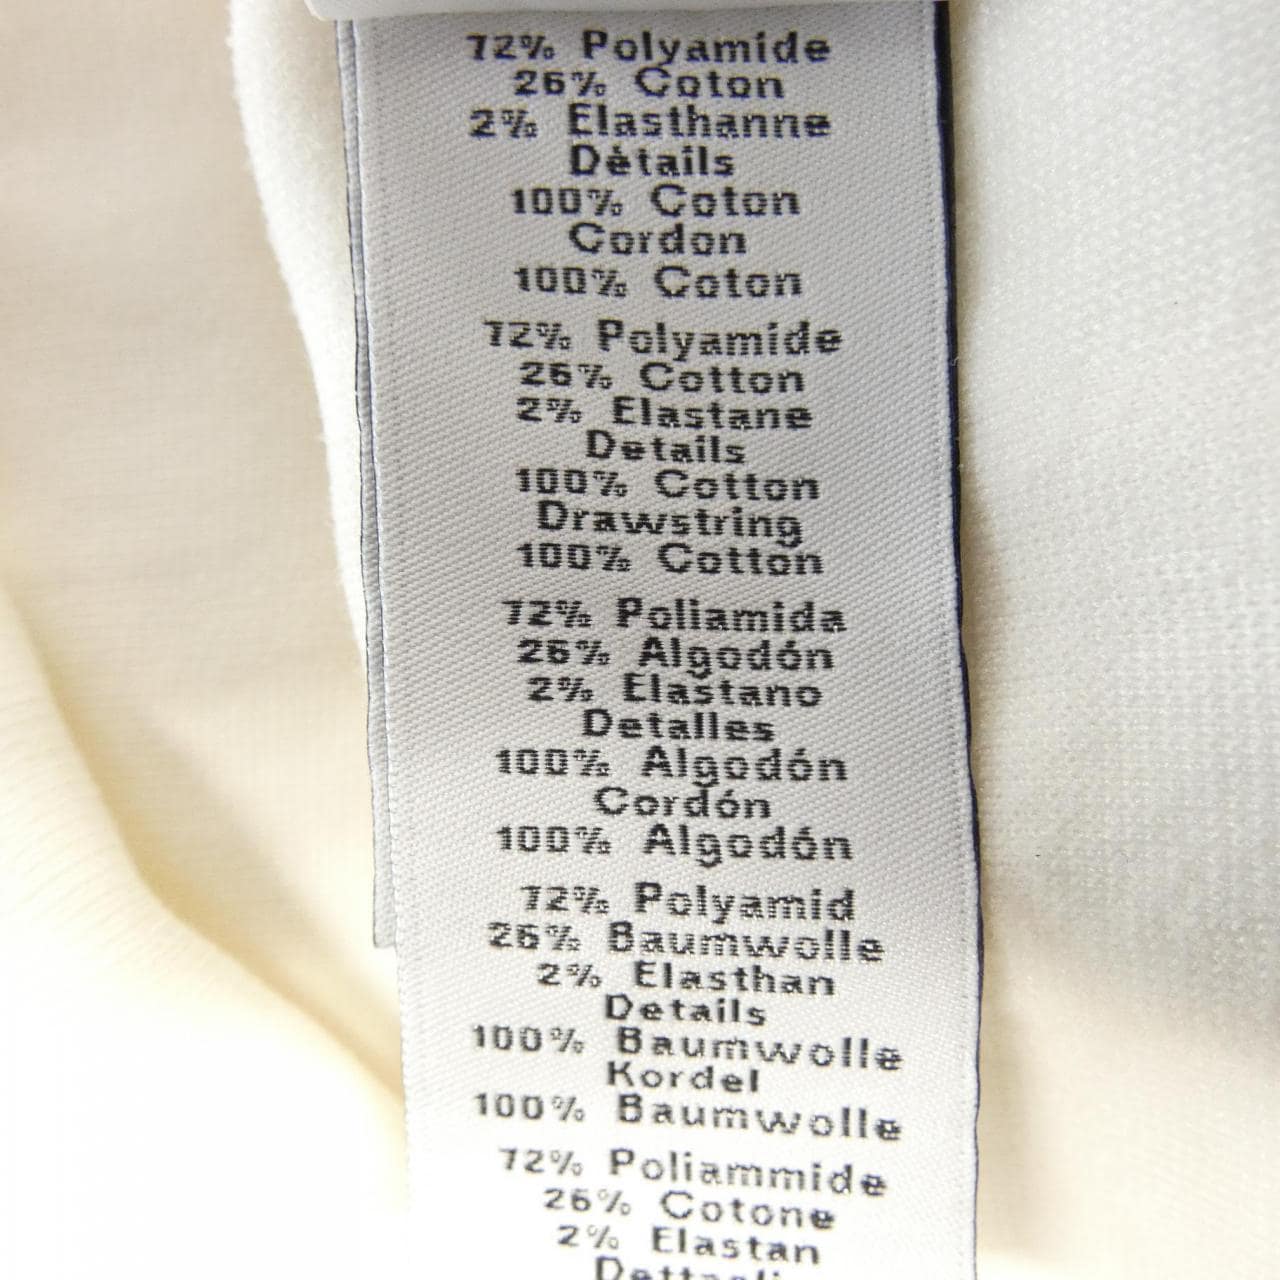 72% Polyamide
26% Coton
2% Elasthanne
Détails
100% Coton
Cordon
100% Coton
72% Polyamide
26% Cotton
2% Elastane
Details
100% Cotton
Drawstring
100% Cotton
72% Poliamida
26% Algodón
2% Elastano
Detalles
100% Algodón
Cordón
100% Algodón
72% Polyamid
26% Baumwolle
2% Elasthan
Details
100% Baumwolle
Kordel
100% Baumwolle
72% Poliammide
26% Cotone
2% Elastan
Dettagli